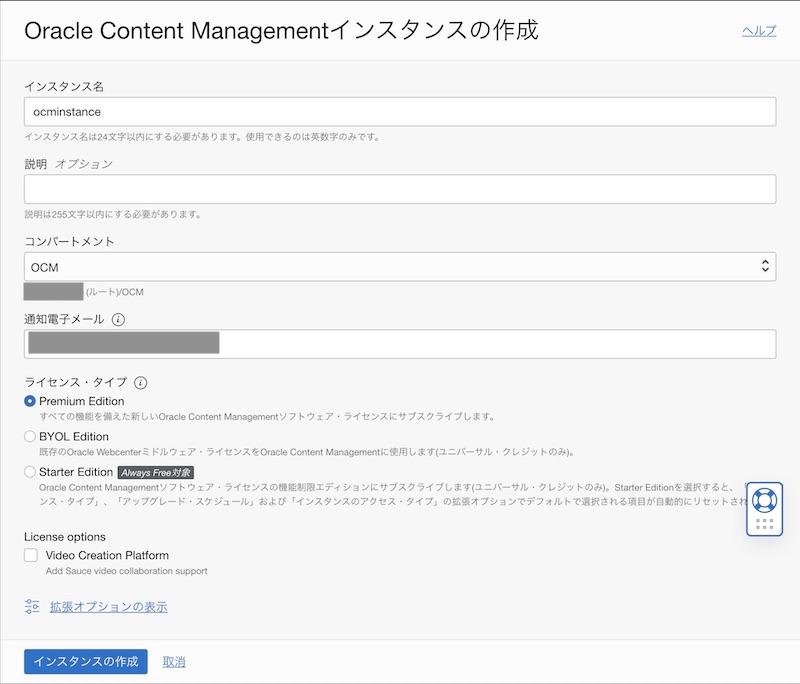 Oracle Content Managementインスタンスの作成
ヘルプ
インスタンス名
ocminstance
インスタンス名は24文字以内にする必要があります。使用できるのは英数字のみです。
説明 オプション
説明は255文字以内にする必要があります。
コンパートメント
OCM
(ルート)/OCM
通知電子メール
ライセンス・タイプ
Premium Edition
すべての機能を備えた新しいOracle Content Managementソフトウェア・ライセンスにサブスクライブします。
BYOL Edition
既存のOracle Webcenterミドルウェア・ライセンスをOracle Content Managementに使用します(ユニバーサル・クレジットのみ)。
Starter Edition Always Free対象
Oracle Content Managementソフトウェア・ライセンスの機能制限エディションにサブスクライブします(ユニバーサル・クレジットのみ)。Starter Editionを選択すると、
ンス・タイプ」、「アップグレード・スケジュール」および「インスタンスのアクセス・タイプ」の拡張オプションでデフォルトで選択される項目が自動的にリセットされ
License options
Video Creation Platform
Add Sauce video collaboration support
拡張オプションの表示
インスタンスの作成
取消